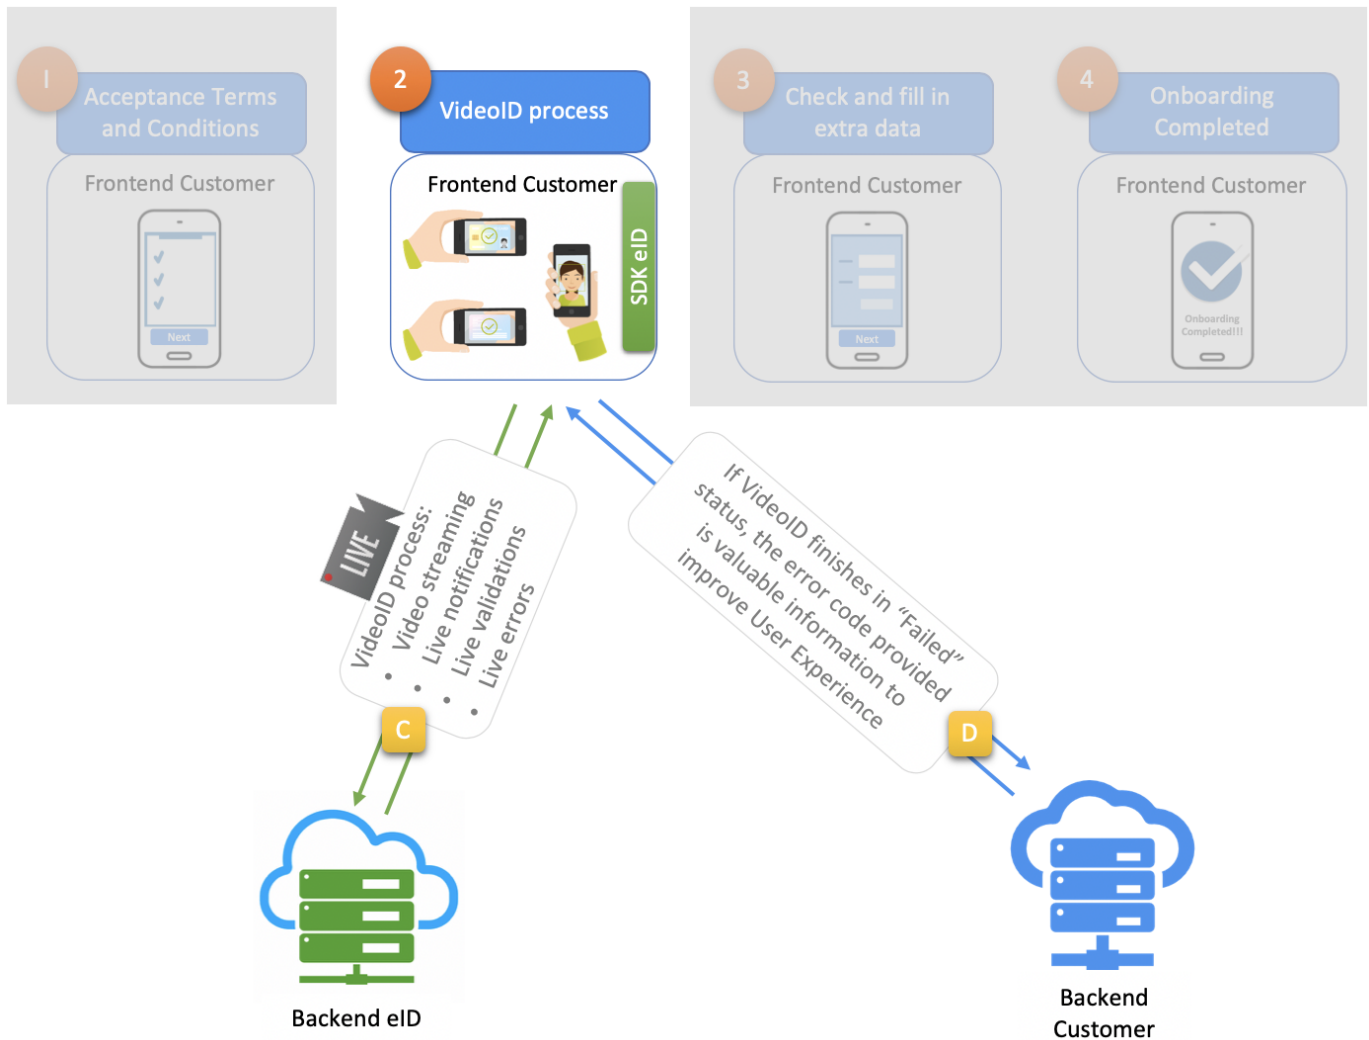 1
Acceptance Terms
and Conditions
Frontend Customer
Next
2
VideoID process
Frontend Customer
SDK eID
3
Check and fill in
extra data
Frontend Customer
Next
4
Onboarding
Completed
Frontend Customer
Onboarding
Completed!!!
LIVE
VideoID process:
• Video streaming
• Live notifications
• Live validations
• Live errors
C
If VideoID finishes in “Failed”
status, the error code provided
is valuable information to
improve User Experience
D
Backend eID
Backend
Customer